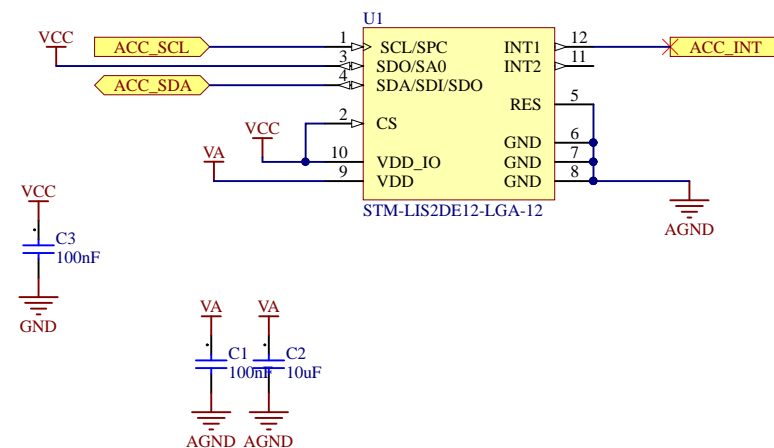 U1
VCC
ACC_SCL
1
SCL/SPC
INT1
12
ACC_INT
3
SDO/SA0
INT2
11
ACC_SDA
4
SDA/SDI/SDO
RES
5
2
CS
VCC
GND
6
VA
10
VDD_IO
GND
7
9
VDD
GND
8
STM-LIS2DE12-LGA-12
AGND
VCC
C3
100nF
GND
VA
VA
C1
100nF
C2
10uF
AGND
AGND